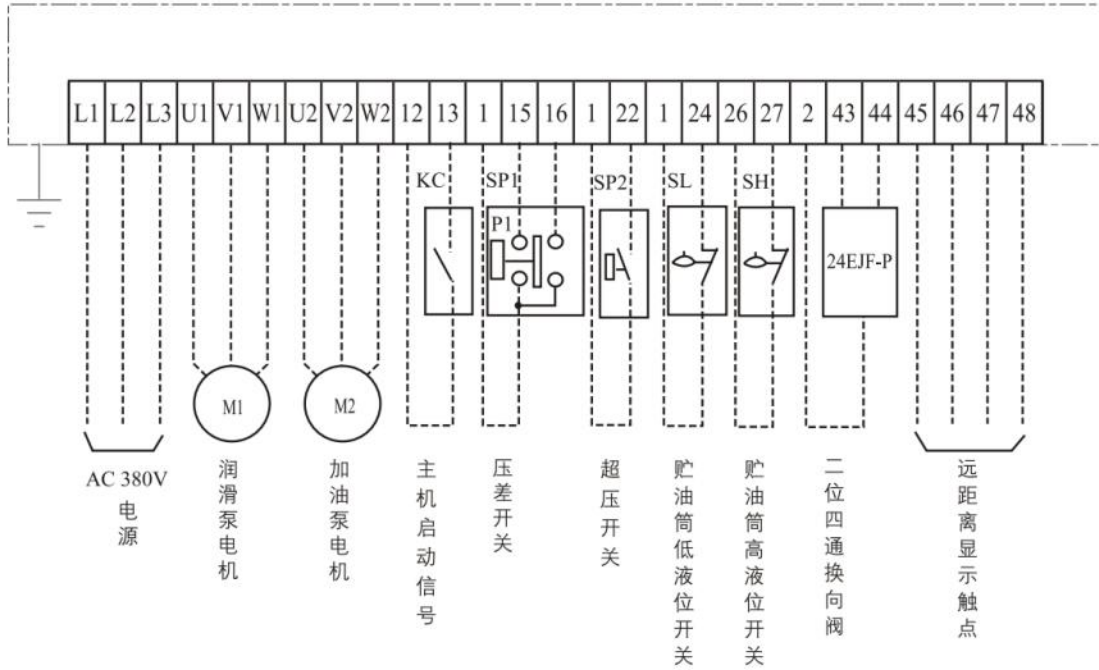 L1 L2 L3 U1 V1 W1 U2 V2 W2 12 13 1 15 16 1 22 1 24 26 27 2 43 44 45 46 47 48
KC SP1 SP2 SL SH
P1
24EJF-P
M1 M2
AC 380V
电源
润滑泵电机
加油泵电机
主机启动信号
压差开关
超压开关
贮油筒低液位开关
贮油筒高液位开关
二位四通换向阀
远距离显示触点